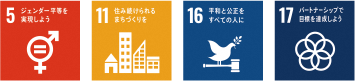 5 ジェンダー平等を
実現しよう
11 住み続けられる
まちづくりを
16 平和と公正を
すべての人に
17 パートナーシップで
目標を達成しよう